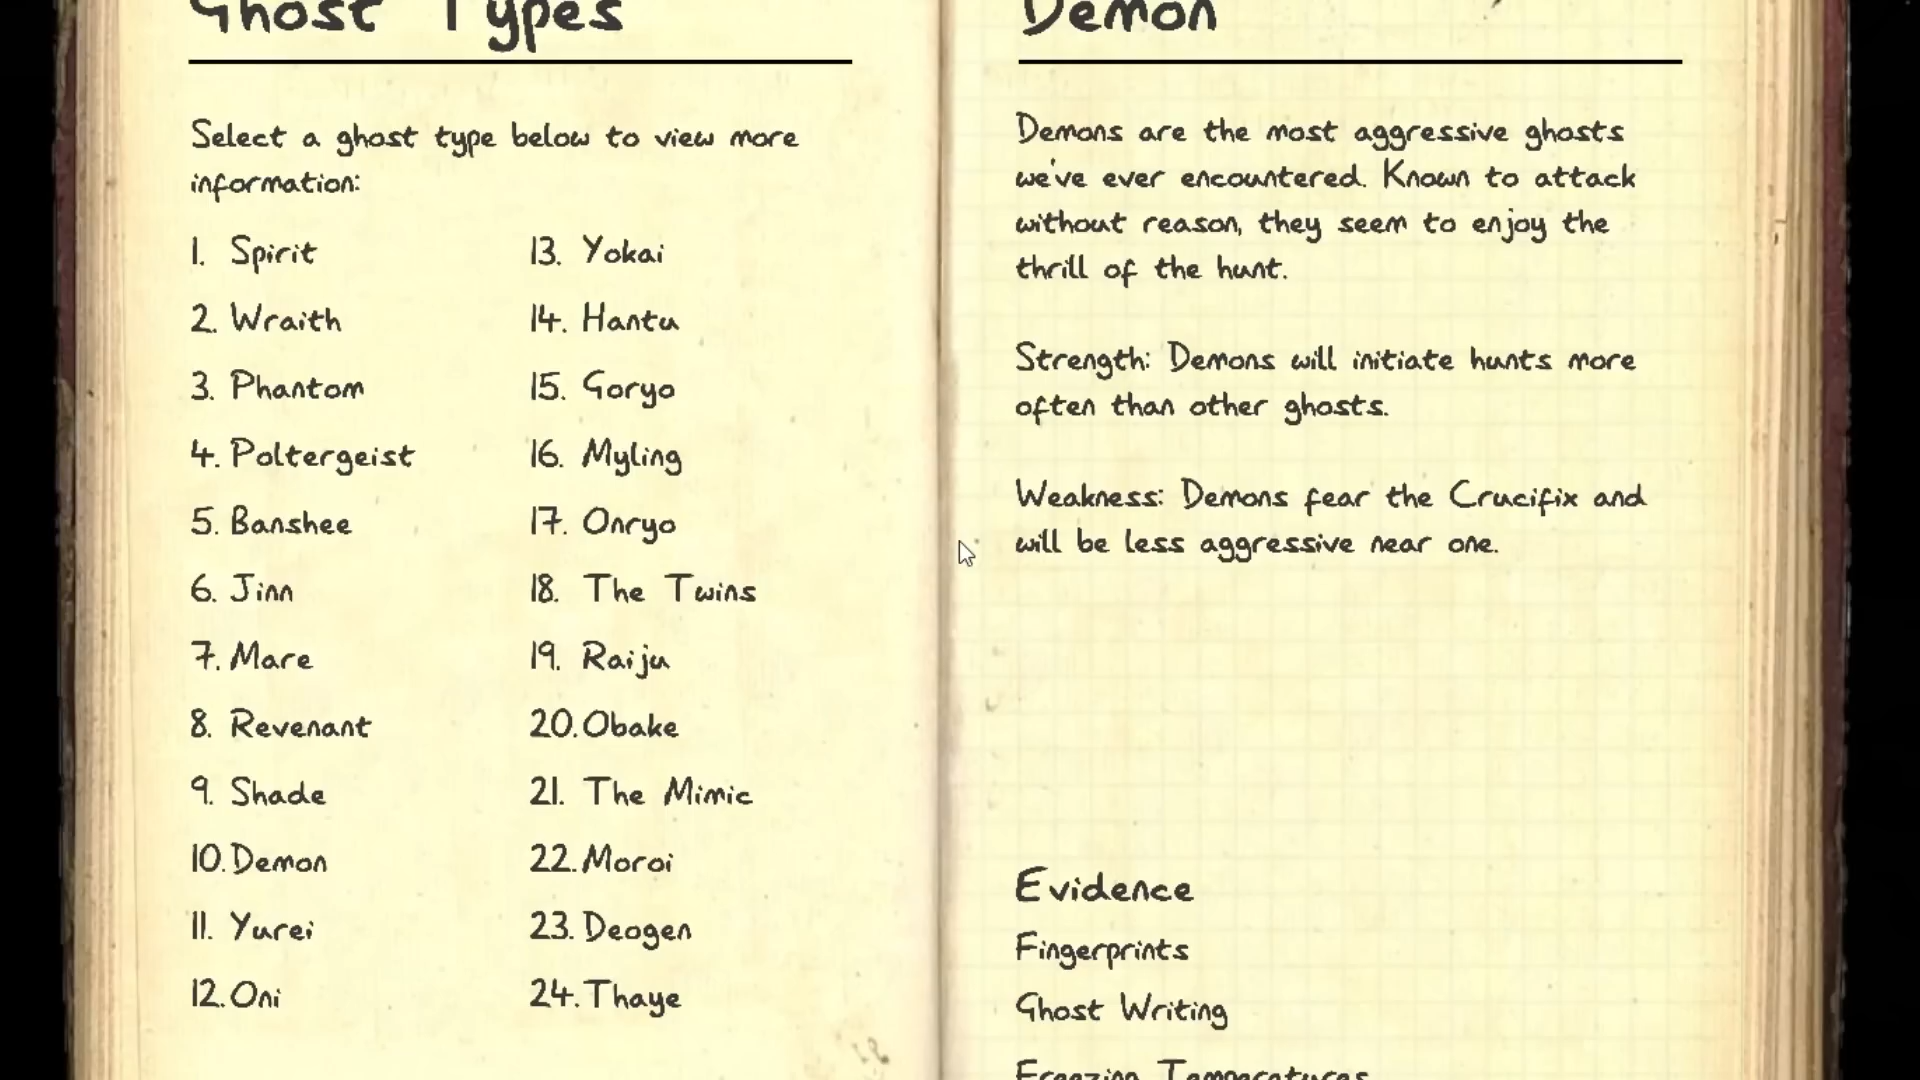 Ghost Types
Select a ghost type below to view more
information:
1. Spirit
2. Wraith
3. Phantom
4. Poltergeist
5. Banshee
6. Jinn
7. Mare
8. Revenant
9. Shade
10. Demon
11. Yurei
12. Oni
13. Yokai
14. Hantu
15. Goryo
16. Myling
17. Onryo
18. The Twins
19. Raiju
20. Obake
21. The Mimic
22. Moroi
23. Deogen
24. Thaye
Demon
Demons are the most aggressive ghosts
we've ever encountered. Known to attack
without reason, they seem to enjoy the
thrill of the hunt.
Strength: Demons will initiate hunts more
often than other ghosts.
Weakness: Demons fear the Crucifix and
will be less aggressive near one.
Evidence
Fingerprints
Ghost Writing
Freezing Temperatures